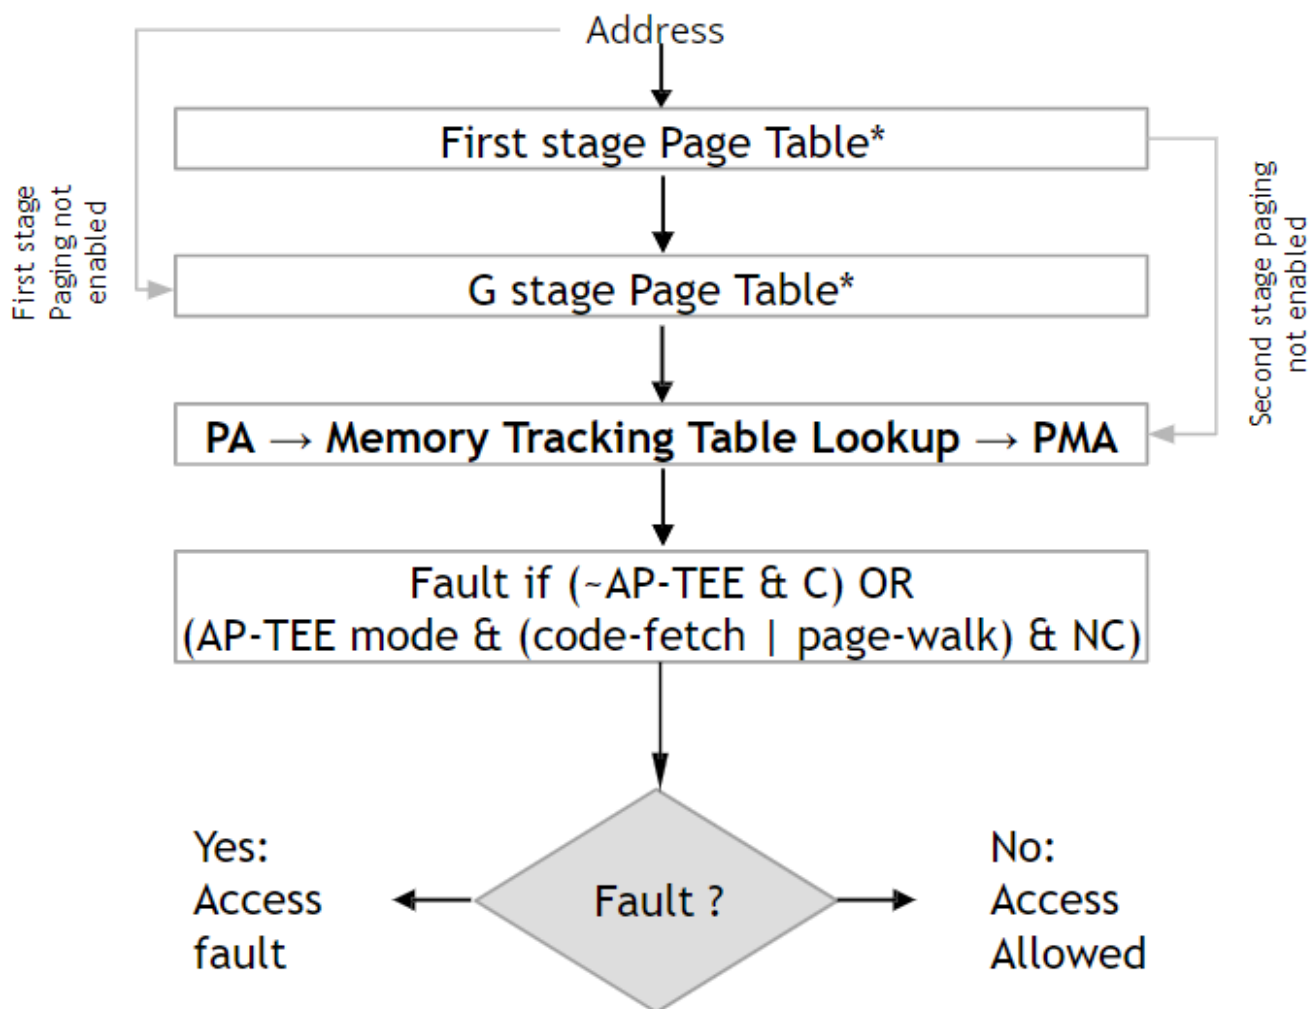 Address
First stage Page Table*
First stage
Paging not
enabled
G stage Page Table*
Second stage paging
not enabled
PA → Memory Tracking Table Lookup → PMA
Fault if (~AP-TEE & C) OR
(AP-TEE mode & (code-fetch | page-walk) & NC)
Fault ?
Yes:
Access
fault
No:
Access
Allowed